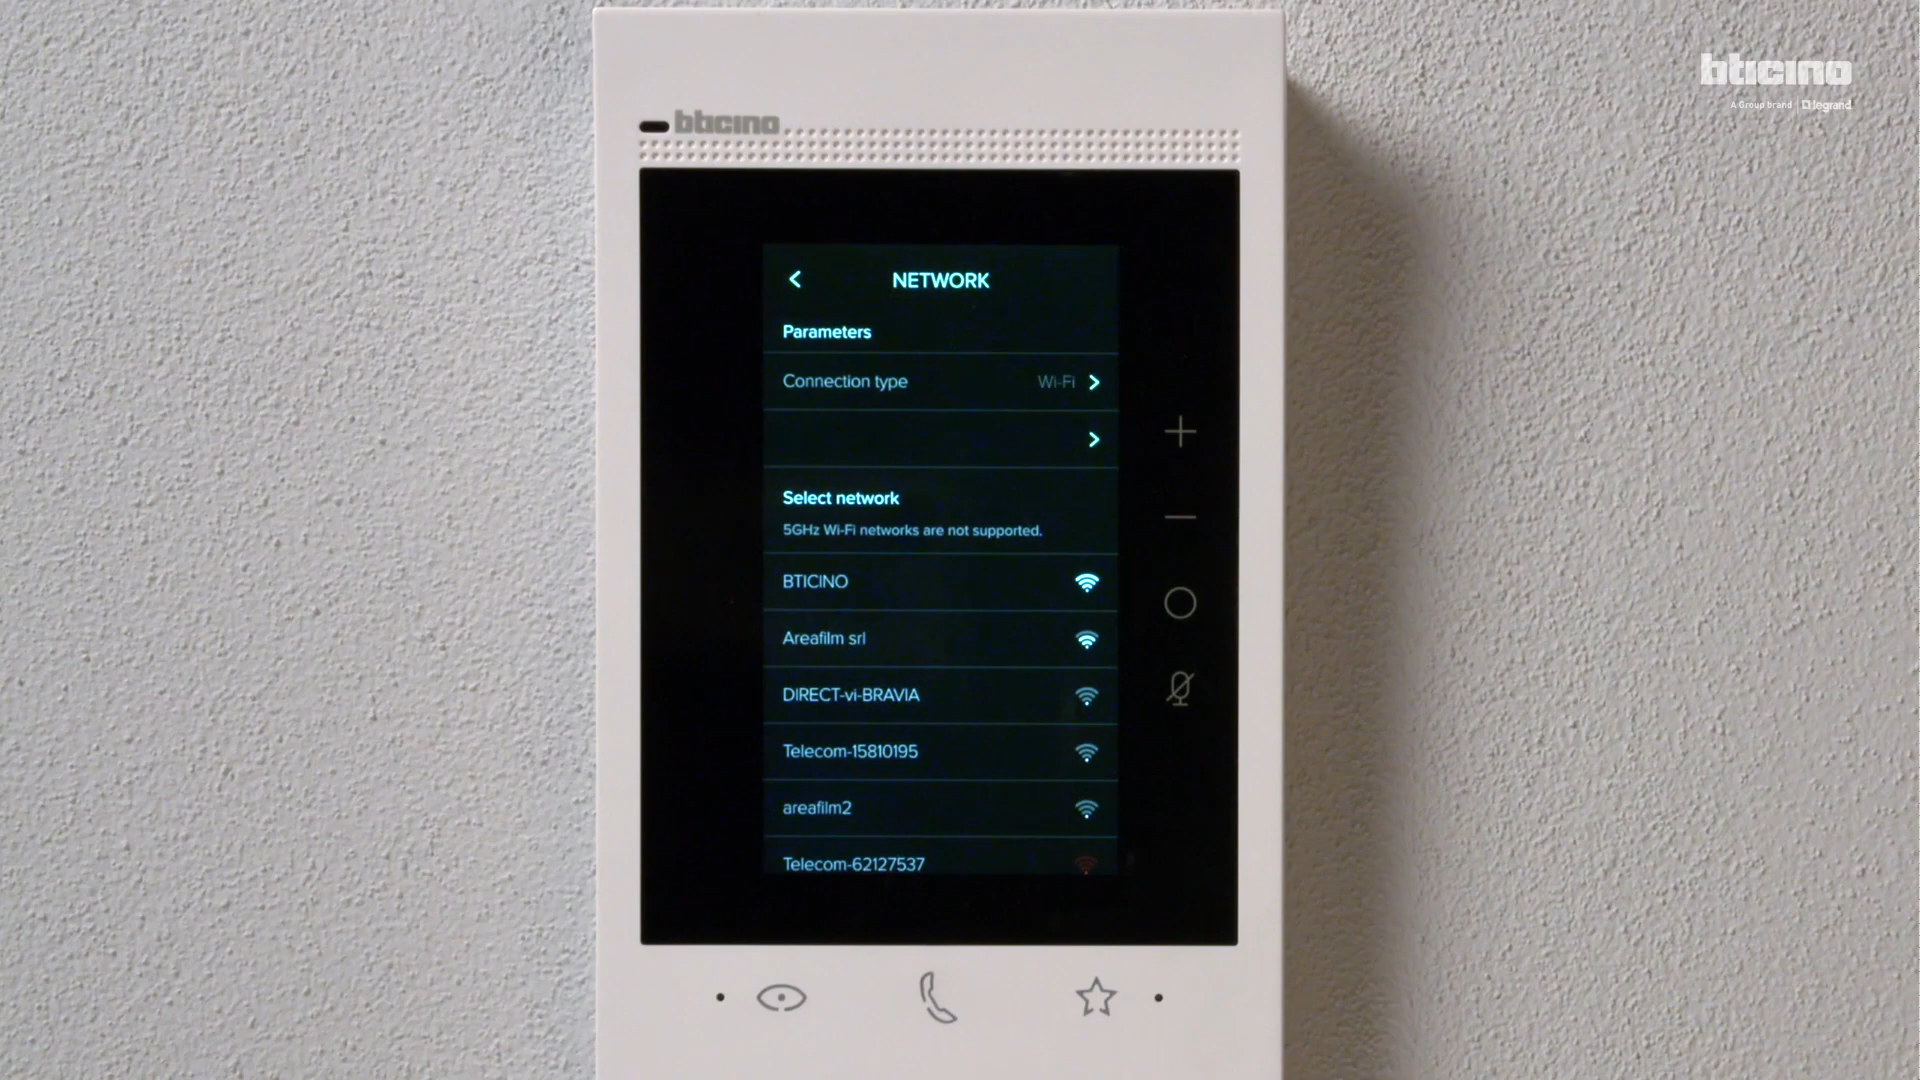 bticino
A Group brand | legrand
bticino
NETWORK
Parameters
Connection type Wi-Fi
Select network
5GHz Wi-Fi networks are not supported.
BTICINO
Areafilm srl
DIRECT-vi-BRAVIA
Telecom-15810195
areafilm2
Telecom-62127537